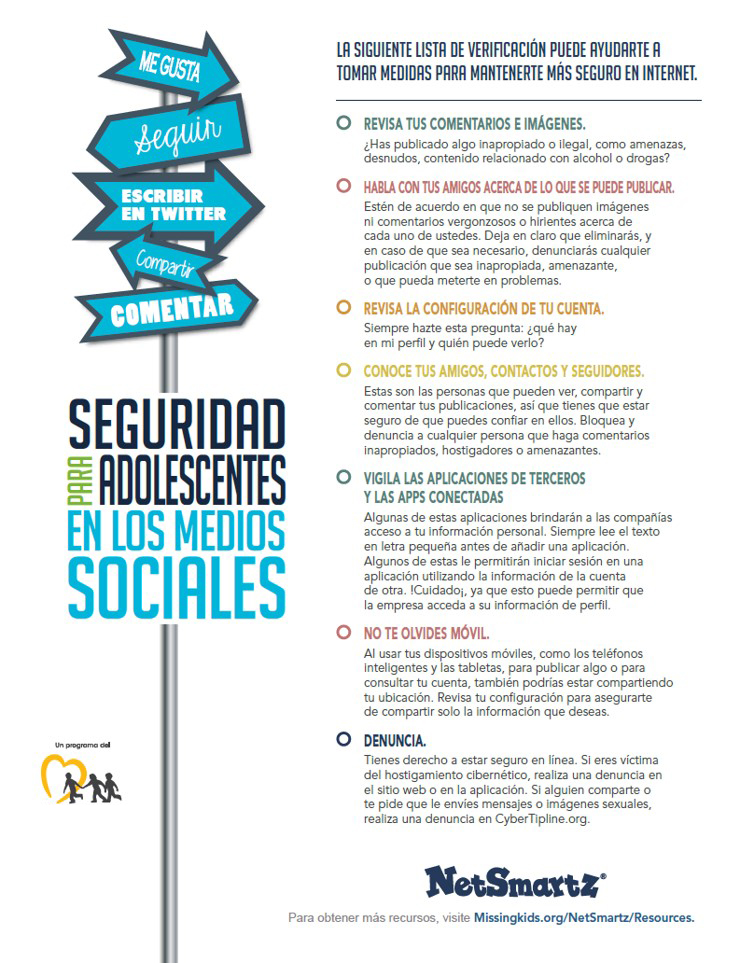 ME GUSTA
Seguir
ESCRIBIR
EN TWITTER
Compartir
COMENTAR
SEGURIDAD
PARA ADOLESCENTES
EN LOS MEDIOS
SOCIALES
Un programa del
LA SIGUIENTE LISTA DE VERIFICACIÓN PUEDE AYUDARTE A
TOMAR MEDIDAS PARA MANTENERTE MÁS SEGURO EN INTERNET.
REVISA TUS COMENTARIOS E IMÁGENES.
¿Has publicado algo inapropiado o ilegal, como amenazas,
desnudos, contenido relacionado con alcohol o drogas?
HABLA CON TUS AMIGOS ACERCA DE LO QUE SE PUEDE PUBLICAR.
Estén de acuerdo en que no se publiquen imágenes
ni comentarios vergonzosos o hirientes acerca de
cada uno de ustedes. Deja en claro que eliminarás, y
en caso de que sea necesario, denunciarás cualquier
publicación que sea inapropiada, amenazante,
o que pueda meterte en problemas.
REVISA LA CONFIGURACIÓN DE TU CUENTA.
Siempre hazte esta pregunta: ¿qué hay
en mi perfil y quién puede verlo?
CONOCE TUS AMIGOS, CONTACTOS Y SEGUIDORES.
Estas son las personas que pueden ver, compartir y
comentar tus publicaciones, así que tienes que estar
seguro de que puedes confiar en ellos. Bloquea y
denuncia a cualquier persona que haga comentarios
inapropiados, hostigadores o amenazantes.
VIGILA LAS APLICACIONES DE TERCEROS
Y LAS APPS CONECTADAS
Algunas de estas aplicaciones brindarán a las compañías
acceso a tu información personal. Siempre lee el texto
en letra pequeña antes de añadir una aplicación.
Algunos de estas le permitirán iniciar sesión en una
aplicación utilizando la información de la cuenta
de otra. !Cuidado¡, ya que esto puede permitir que
la empresa acceda a su información de perfil.
NO TE OLVIDES MÓVIL.
Al usar tus dispositivos móviles, como los teléfonos
inteligentes y las tabletas, para publicar algo o para
consultar tu cuenta, también podrías estar compartiendo
tu ubicación. Revisa tu configuración para asegurarte
de compartir solo la información que deseas.
DENUNCIA.
Tienes derecho a estar seguro en línea. Si eres víctima
del hostigamiento cibernético, realiza una denuncia en
el sitio web o en la aplicación. Si alguien comparte o
te pide que le envíes mensajes o imágenes sexuales,
realiza una denuncia en CyberTipline.org.
NetSmartz®
Para obtener más recursos, visite Missingkids.org/NetSmartz/Resources.